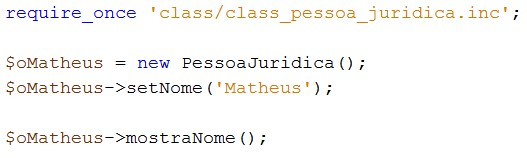 require_once 'class/class_pessoa_juridica.inc';
$oMatheus = new PessoaJuridica();
$oMatheus->setNome('Matheus');
$oMatheus->mostraNome();